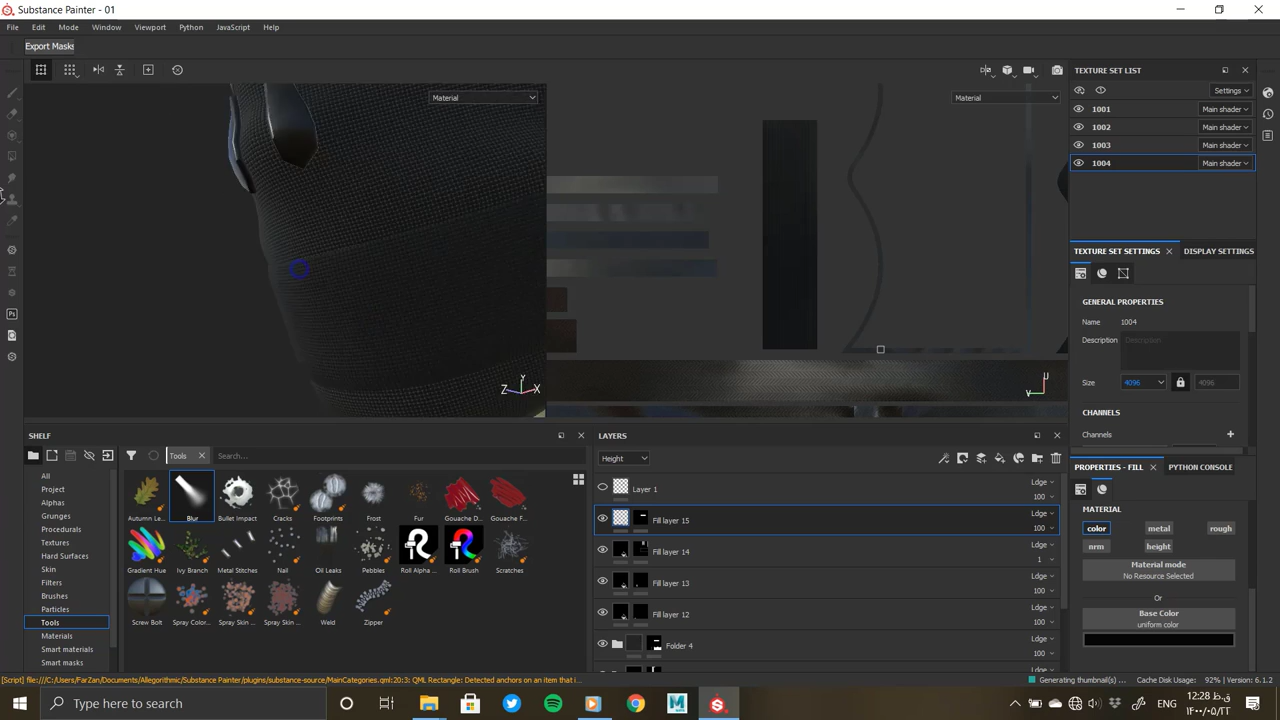 Substance Painter - 01
File Edit Mode Window Viewport Python JavaScript Help
Export Masks
Material
Material
Z Y X
U
V
TEXTURE SET LIST
Settings
1001 Main shader
1002 Main shader
1003 Main shader
1004 Main shader
TEXTURE SET SETTINGS DISPLAY SETTINGS
GENERAL PROPERTIES
Name 1004
Description Description
Size 4096 4096
CHANNELS
Channels
SHELF
Tools Search...
All
Project
Alphas
Grunges
Procedurals
Textures
Hard Surfaces
Skin
Filters
Brushes
Particles
Tools
Materials
Smart materials
Smart masks
Autumn Le... Blur Bullet Impact Cracks Footprints Frost Fur Gouache D... Gouache F...
Gradient Hue Ivy Branch Metal Stitches Nail Oil Leaks Pebbles Roll Alpha ... Roll Brush Scratches
Screw Bolt Spray Color... Spray Skin ... Spray Skin ... Weld Zipper
LAYERS
Height
Layer 1 Ldge 100
Fill layer 15 Ldge 100
Fill layer 14 Ldge 1
Fill layer 13 Ldge 100
Fill layer 12 Ldge 100
Folder 4 Ldge 100
Ldge
PROPERTIES - FILL PYTHON CONSOLE
MATERIAL
color metal rough
nrm height
Material mode
No Resource Selected
Or
Base Color
uniform color
[Script] file:///C:/Users/FarZan/Documents/Allegorithmic/Substance Painter/plugins/substance-source/MainCategories.qml:20:3: QML Rectangle: Detected anchors on an item that i...
Generating thumbnail(s) ... Cache Disk Usage: 92% | Version: 6.1.2
Type here to search
Ps
M
ENG
12:28 ق.ظ
۱۴۰۰/۰۵/۲۳